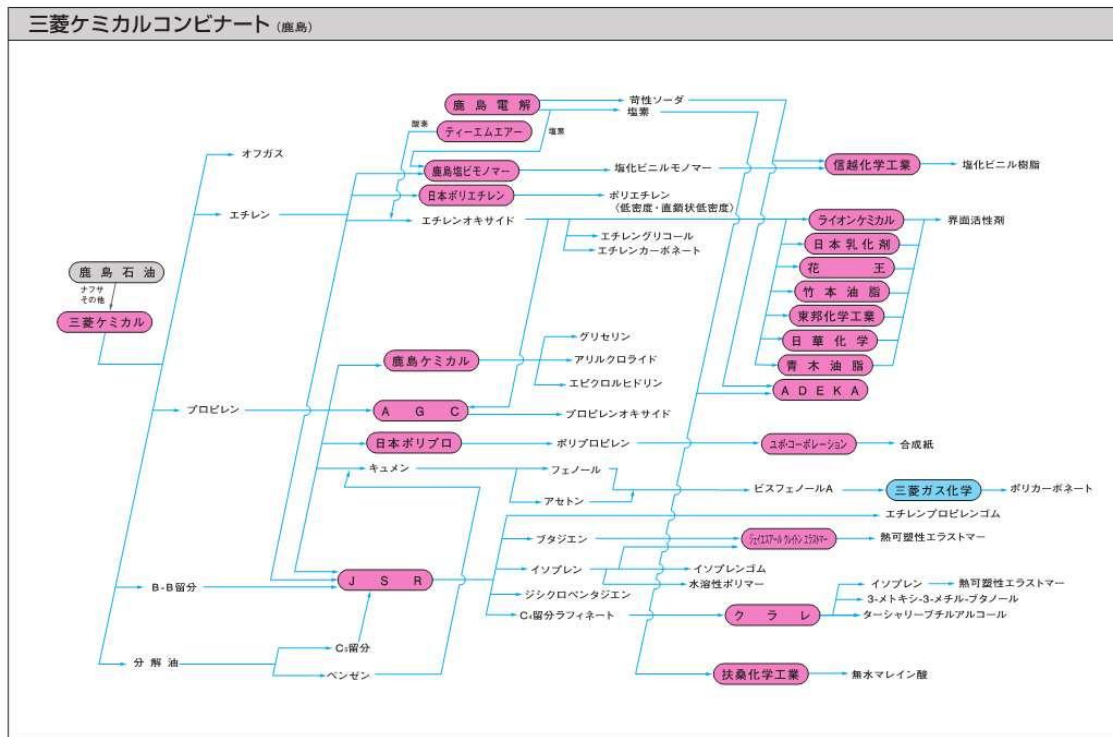 三菱ケミカルコンビナート（鹿島）
鹿島電解
苛性ソーダ
塩素
酸素
ティーエムエアー
塩素
オフガス
鹿島塩ビモノマー
塩化ビニルモノマー
信越化学工業
塩化ビニル樹脂
日本ポリエチレン
ポリエチレン
（低密度・直鎖状低密度）
エチレン
エチレンオキサイド
ライオンケミカル
界面活性剤
エチレングリコール
エチレンカーボネート
日本乳化剤
花王
鹿島石油
ナフサ
その他
三菱ケミカル
竹本油脂
東邦化学工業
日華化学
青木油脂
ADEKA
グリセリン
鹿島ケミカル
アリルクロライド
エピクロルヒドリン
プロピレン
AGC
プロピレンオキサイド
日本ポリプロ
ポリプロピレン
ユポ・コーポレーション
合成紙
キュメン
フェノール
アセトン
ビスフェノールA
三菱ガス化学
ポリカーボネート
エチレンプロピレンゴム
ブタジエン
ジェイエスアール クレイトン エラストマー
熱可塑性エラストマー
B-B留分
JSR
イソプレン
イソプレンゴム
水溶性ポリマー
ジシクロペンタジエン
C₄留分ラフィネート
クラレ
イソプレン
熱可塑性エラストマー
3-メトキシ-3-メチル-ブタノール
ターシャリーブチルアルコール
分解油
C₅留分
ベンゼン
扶桑化学工業
無水マレイン酸